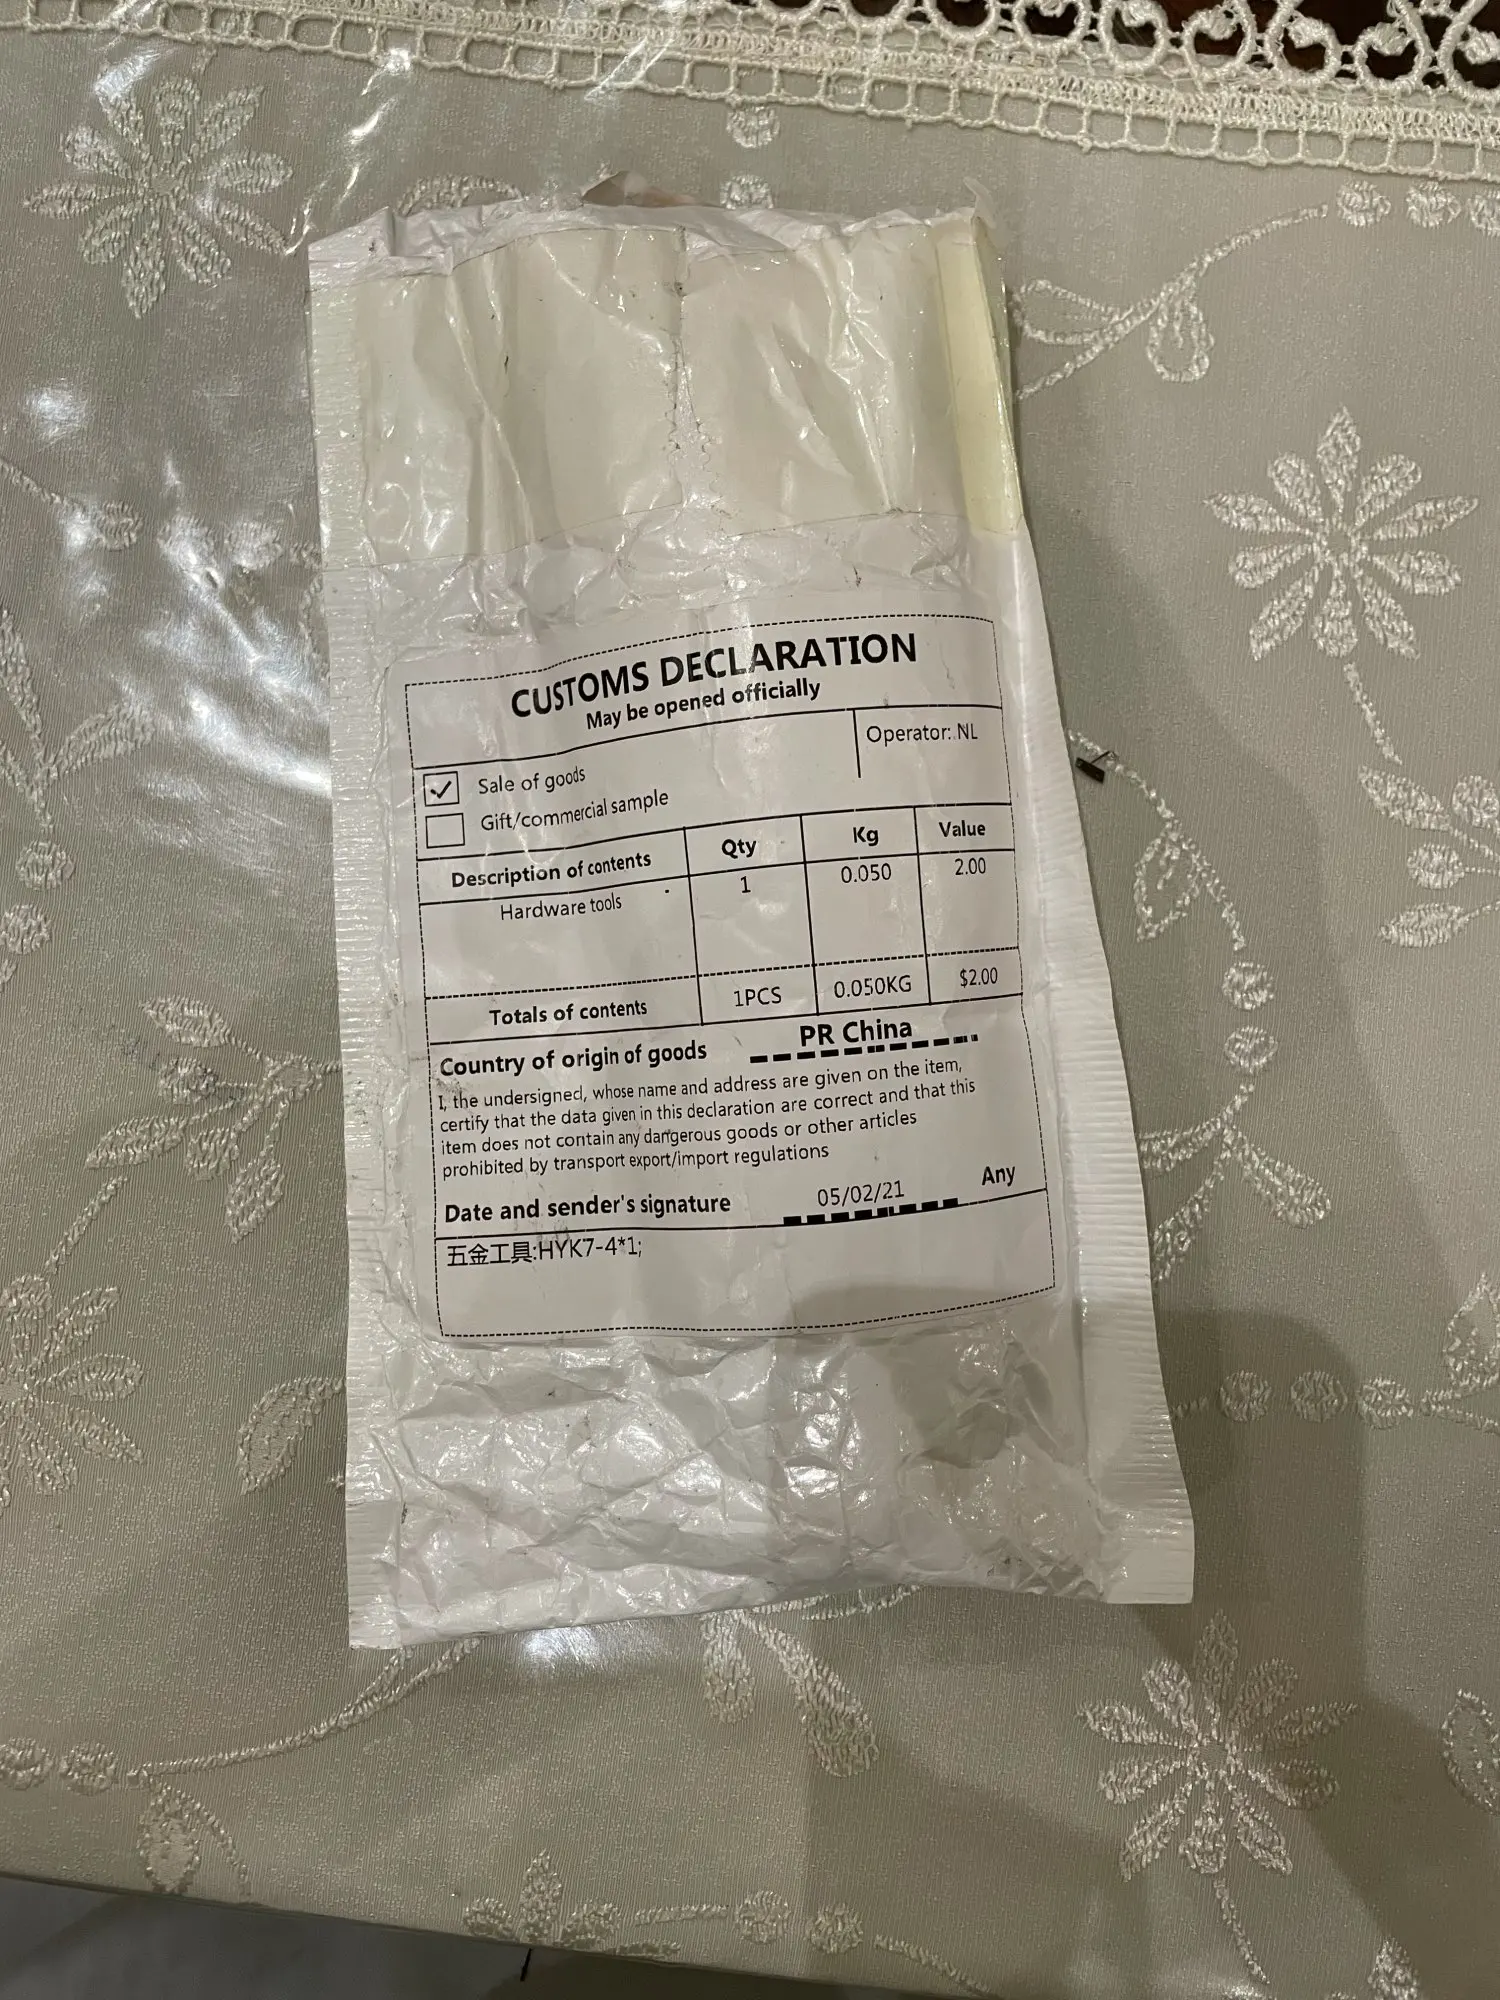 CUSTOMS DECLARATION
May be opened officially
Operator: NL
Sale of goods
Gift/commercial sample
Description of contents Qty Kg Value
Hardware tools 1 0.050 2.00
Totals of contents 1PCS 0.050KG $2.00
Country of origin of goods PR China
I, the undersigned, whose name and address are given on the item,
certify that the data given in this declaration are correct and that this
item does not contain any dangerous goods or other articles
prohibited by transport export/import regulations
Date and sender's signature 05/02/21 Any
五金工具:HYK7-4*1;